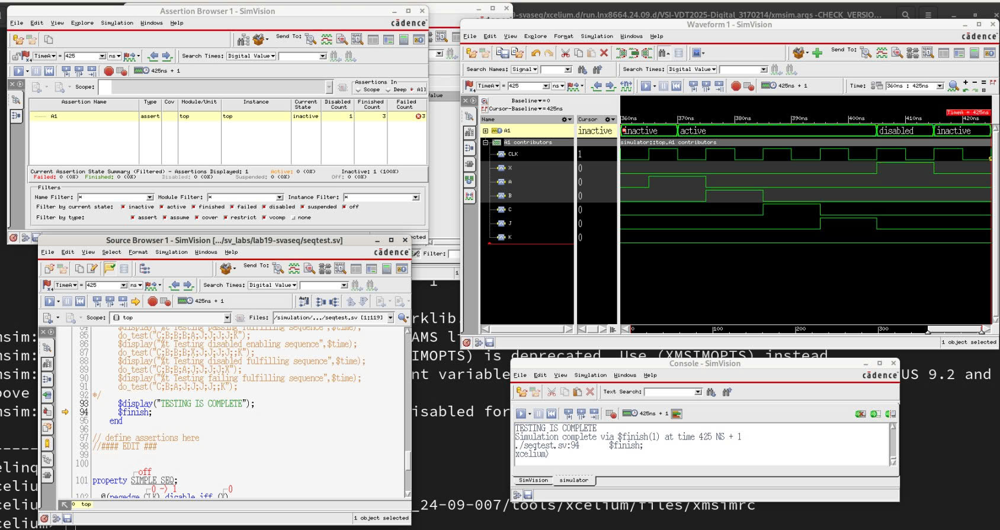 Assertion Browser 1 - SimVision
File Edit View Explore Simulation Windows Help
cādence
Send To:
TimeA = 425 ns
Search Times: Digital Value
425ns + 1
Scope:
Assertions In
Scope Deep All
Assertion Name Type Cov Module/Unit Instance Current State Disabled Count Finished Count Failed Count
A1 assert top top inactive 1 3 3
Current Assertion State Summary (Filtered) - Assertions Displayed: 1 Active: 0 (0%) Inactive: 1 (100%)
Failed: 0 (0%) Finished: 0 (0%) Disabled: 0 (0%) Suspended: 0 (0%) Off: 0 (0%)
Filters
Name Filter: * Module Filter: * Instance Filter: *
Filter by current state: inactive active finished failed disabled suspended off
Filter by type: assert assume cover restrict vcomp none
9-svaseq/xcelium.d/run.lnx8664.24.09.d/VSI-VDT2025-Digital_3170214/xmsim.args -CHECK_VERSIO...
alue
cted
Filter:
Waveform 1 - SimVision
File Edit View Explore Format Simulation Windows Help
cādence
Send To:
Search Names: Signal
Search Times: Digital Value
TimeA = 425 ns
425ns + 1
Time: 360ns : 425ns
Baseline = 0
Cursor-Baseline = 425ns
TimeA = 425ns
Name Cursor
360ns 370ns 380ns 390ns 400ns 410ns 420ns
A1 inactive inactive active disabled inactive
A1 contributors simulator::top.A1 contributors
CLK 1
X 0
A 0
B 0
C 0
J 0
K 0
0 100 200 300
1 object selected
Source Browser 1 - SimVision [.../sv_labs/lab19-svaseq/seqtest.sv]
File Edit View Select Format Simulation Windows Help
cādence
Send To:
TimeA = 425 ns
Search Times: Digital Value
425ns + 1
Scope: top Files: /simulation/.../seqtest.sv [1:119]
84 $display("%t Testing passing fulfilling sequence",$time);
85 do_test("C;B;B;B;A;J;J;J;J;K");
86 $display("%t Testing disabled enabling sequence",$time);
87 do_test("C;B;B;B;X;J;J;J;J;;K");
88 $display("%t Testing disabled fulfilling sequence",$time);
89 do_test("C;B;B;A;J;J;J;J;X");
90 $display("%t Testing failing fulfilling sequence",$time);
91 do_test("C;B;A;J;J;J;J;;K");
92 */
93 $display("TESTING IS COMPLETE");
94 $finish;
95 end
96
97 // define assertions here
98 //#### EDIT ###
99
100
off
101 property SIMPLE_SEQ;
0 -> 1 0
102 @(negedge CLK) disable iff (X)
top
1 object selected
rklib.
nsim: AMS l
nsim: IMOPTS) is deprecated. Use (XMSIMOPTS) instead
nsim: nt variable US 9.2 and
bove
nsim: isabled for
elinq
celiu
celiu _24-09-007/tools/xcelium/files/xmsimrc
celium
Console - SimVision
File Edit View Simulation Windows Help
cādence
Text Search:
425ns + 1
TESTING IS COMPLETE
Simulation complete via $finish(1) at time 425 NS + 1
./seqtest.sv:94 $finish;
xcelium>
SimVision simulator